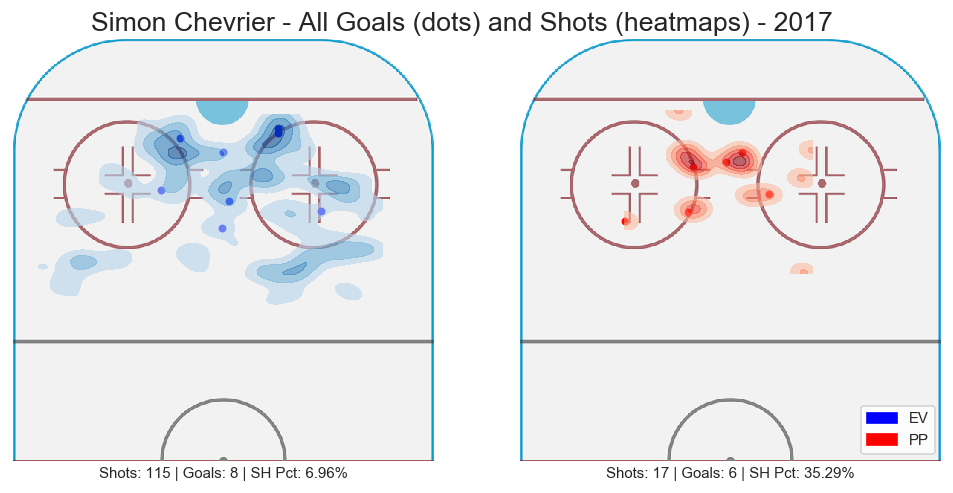 Simon Chevrier - All Goals (dots) and Shots (heatmaps) - 2017
EV
PP
Shots: 115 | Goals: 8 | SH Pct: 6.96%
Shots: 17 | Goals: 6 | SH Pct: 35.29%